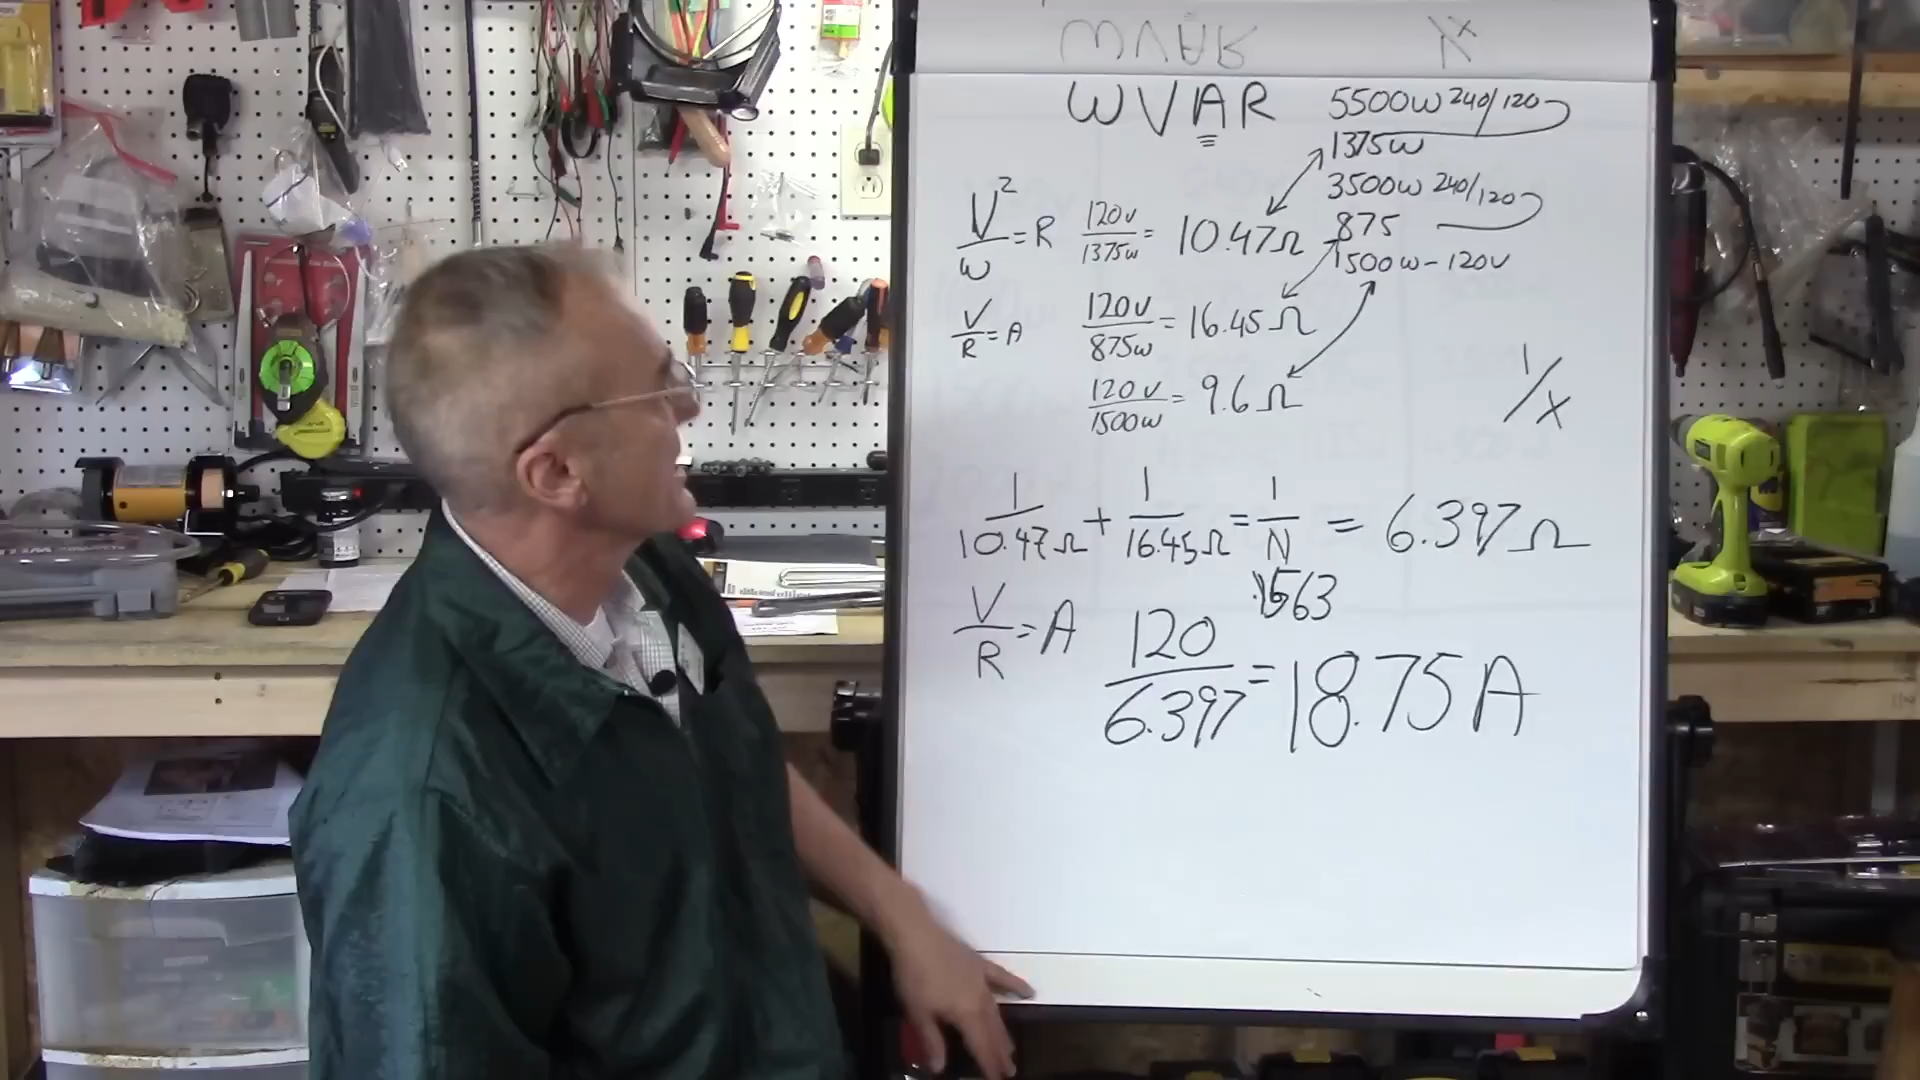 WVAR
5500W 240/120
1375W
3500W 240/120
875
1500W - 120V
V²/W = R
120V/1375W = 10.47Ω
V/R = A
120V/875W = 16.45Ω
120V/1500W = 9.6Ω
1/X
1/10.47Ω + 1/16.45Ω = 1/N = 6.397Ω
.1563
V/R = A
120/6.397 = 18.75A